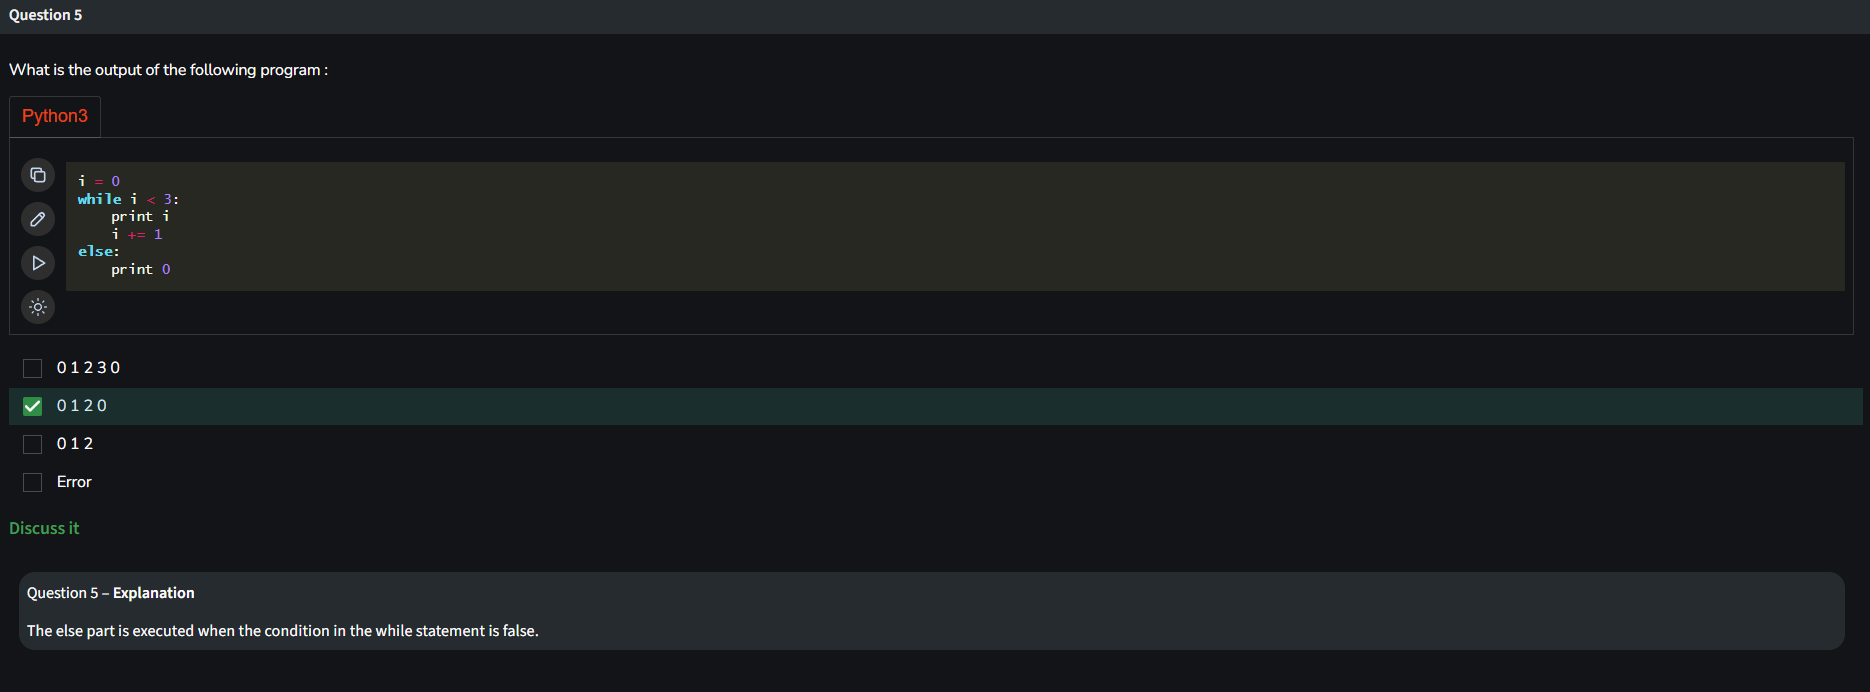 Question 5
What is the output of the following program :
Python3
i = 0
while i < 3:
    print i
    i += 1
else:
    print 0
0 1 2 3 0
0 1 2 0
0 1 2
Error
Discuss it
Question 5 – Explanation
The else part is executed when the condition in the while statement is false.